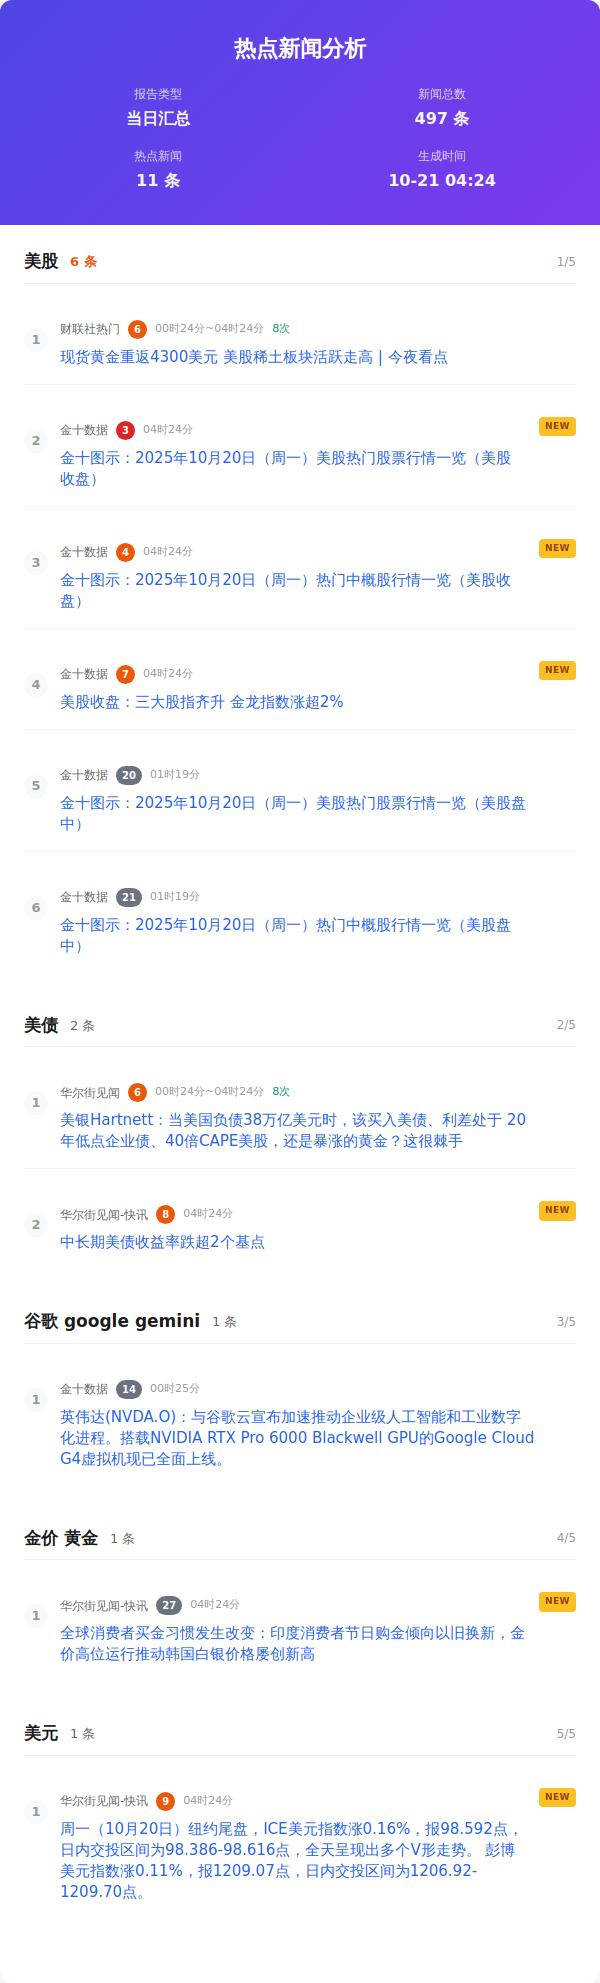 热点新闻分析
报告类型
新闻总数
当日汇总
497 条
热点新闻
生成时间
11 条
10-21 04:24
美股 6 条 1/5
1 财联社热门 6 00时24分~04时24分 8次
现货黄金重返4300美元 美股稀土板块活跃走高 | 今夜看点
2 金十数据 3 04时24分 NEW
金十图示：2025年10月20日（周一）美股热门股票行情一览（美股
收盘）
3 金十数据 4 04时24分 NEW
金十图示：2025年10月20日（周一）热门中概股行情一览（美股收
盘）
4 金十数据 7 04时24分 NEW
美股收盘：三大股指齐升 金龙指数涨超2%
5 金十数据 20 01时19分
金十图示：2025年10月20日（周一）美股热门股票行情一览（美股盘
中）
6 金十数据 21 01时19分
金十图示：2025年10月20日（周一）热门中概股行情一览（美股盘
中）
美债 2 条 2/5
1 华尔街见闻 6 00时24分~04时24分 8次
美银Hartnett：当美国负债38万亿美元时，该买入美债、利差处于 20
年低点企业债、40倍CAPE美股，还是暴涨的黄金？这很棘手
2 华尔街见闻-快讯 8 04时24分 NEW
中长期美债收益率跌超2个基点
谷歌 google gemini 1 条 3/5
1 金十数据 14 00时25分
英伟达(NVDA.O)：与谷歌云宣布加速推动企业级人工智能和工业数字
化进程。搭载NVIDIA RTX Pro 6000 Blackwell GPU的Google Cloud
G4虚拟机现已全面上线。
金价 黄金 1 条 4/5
1 华尔街见闻-快讯 27 04时24分 NEW
全球消费者买金习惯发生改变：印度消费者节日购金倾向以旧换新，金
价高位运行推动韩国白银价格屡创新高
美元 1 条 5/5
1 华尔街见闻-快讯 9 04时24分 NEW
周一（10月20日）纽约尾盘，ICE美元指数涨0.16%，报98.592点，
日内交投区间为98.386-98.616点，全天呈现出多个V形走势。 彭博
美元指数涨0.11%，报1209.07点，日内交投区间为1206.92-
1209.70点。